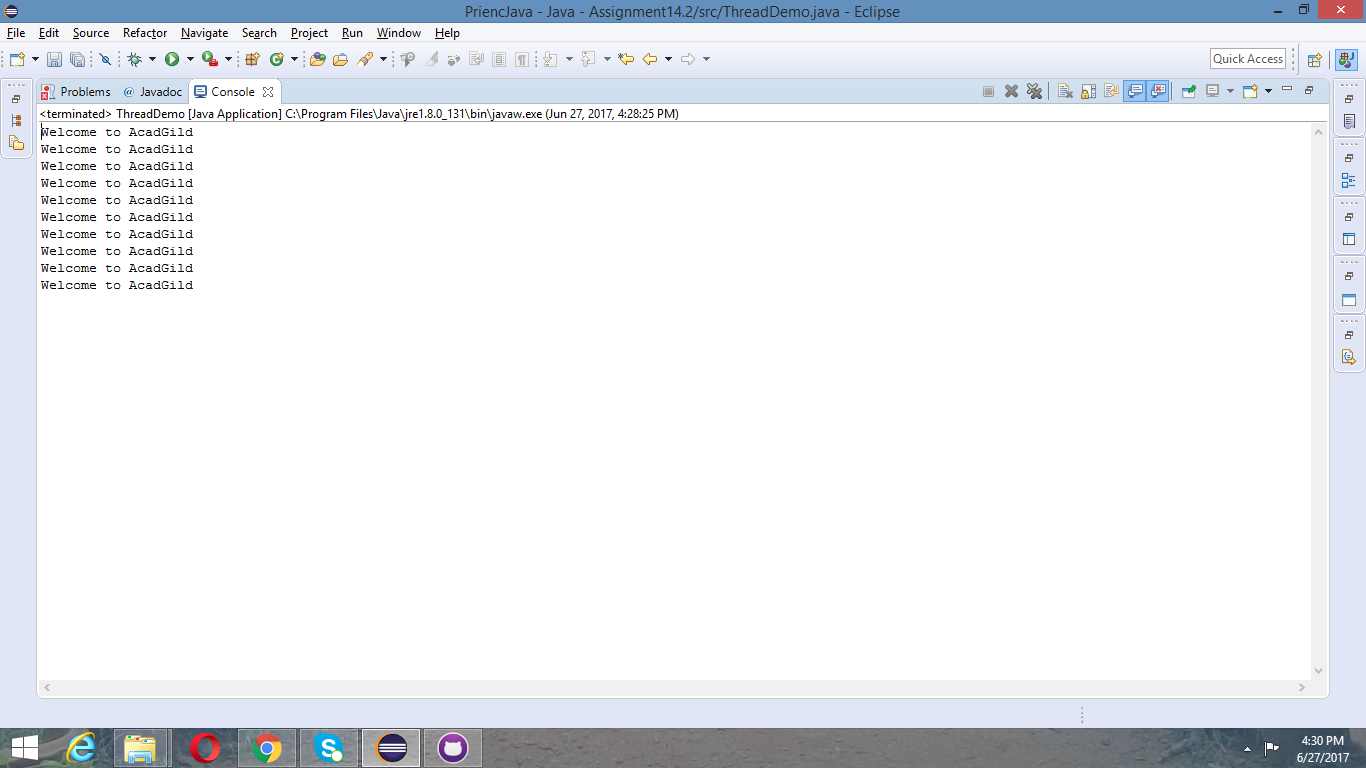 PriencJava - Java - Assignment14.2/src/ThreadDemo.java - Eclipse
File Edit Source Refactor Navigate Search Project Run Window Help
Quick Access
Problems @ Javadoc Console
<terminated> ThreadDemo [Java Application] C:\Program Files\Java\jre1.8.0_131\bin\javaw.exe (Jun 27, 2017, 4:28:25 PM)
Welcome to AcadGild
Welcome to AcadGild
Welcome to AcadGild
Welcome to AcadGild
Welcome to AcadGild
Welcome to AcadGild
Welcome to AcadGild
Welcome to AcadGild
Welcome to AcadGild
Welcome to AcadGild
4:30 PM
6/27/2017